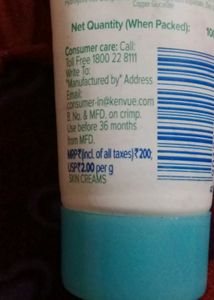 Copper Gluconate
Net Quantity (When Packed):
Consumer care: Call:
Toll Free 1800 22 8111
Write To:
"Manufactured by" Address
Email:
consumer-in@kenvue.com
B. No. & MFD, on crimp.
Use before 36 months
from MFD.
MRP₹(Incl. of all taxes)₹200;
USP₹2.00 per g
SKIN CREAMS